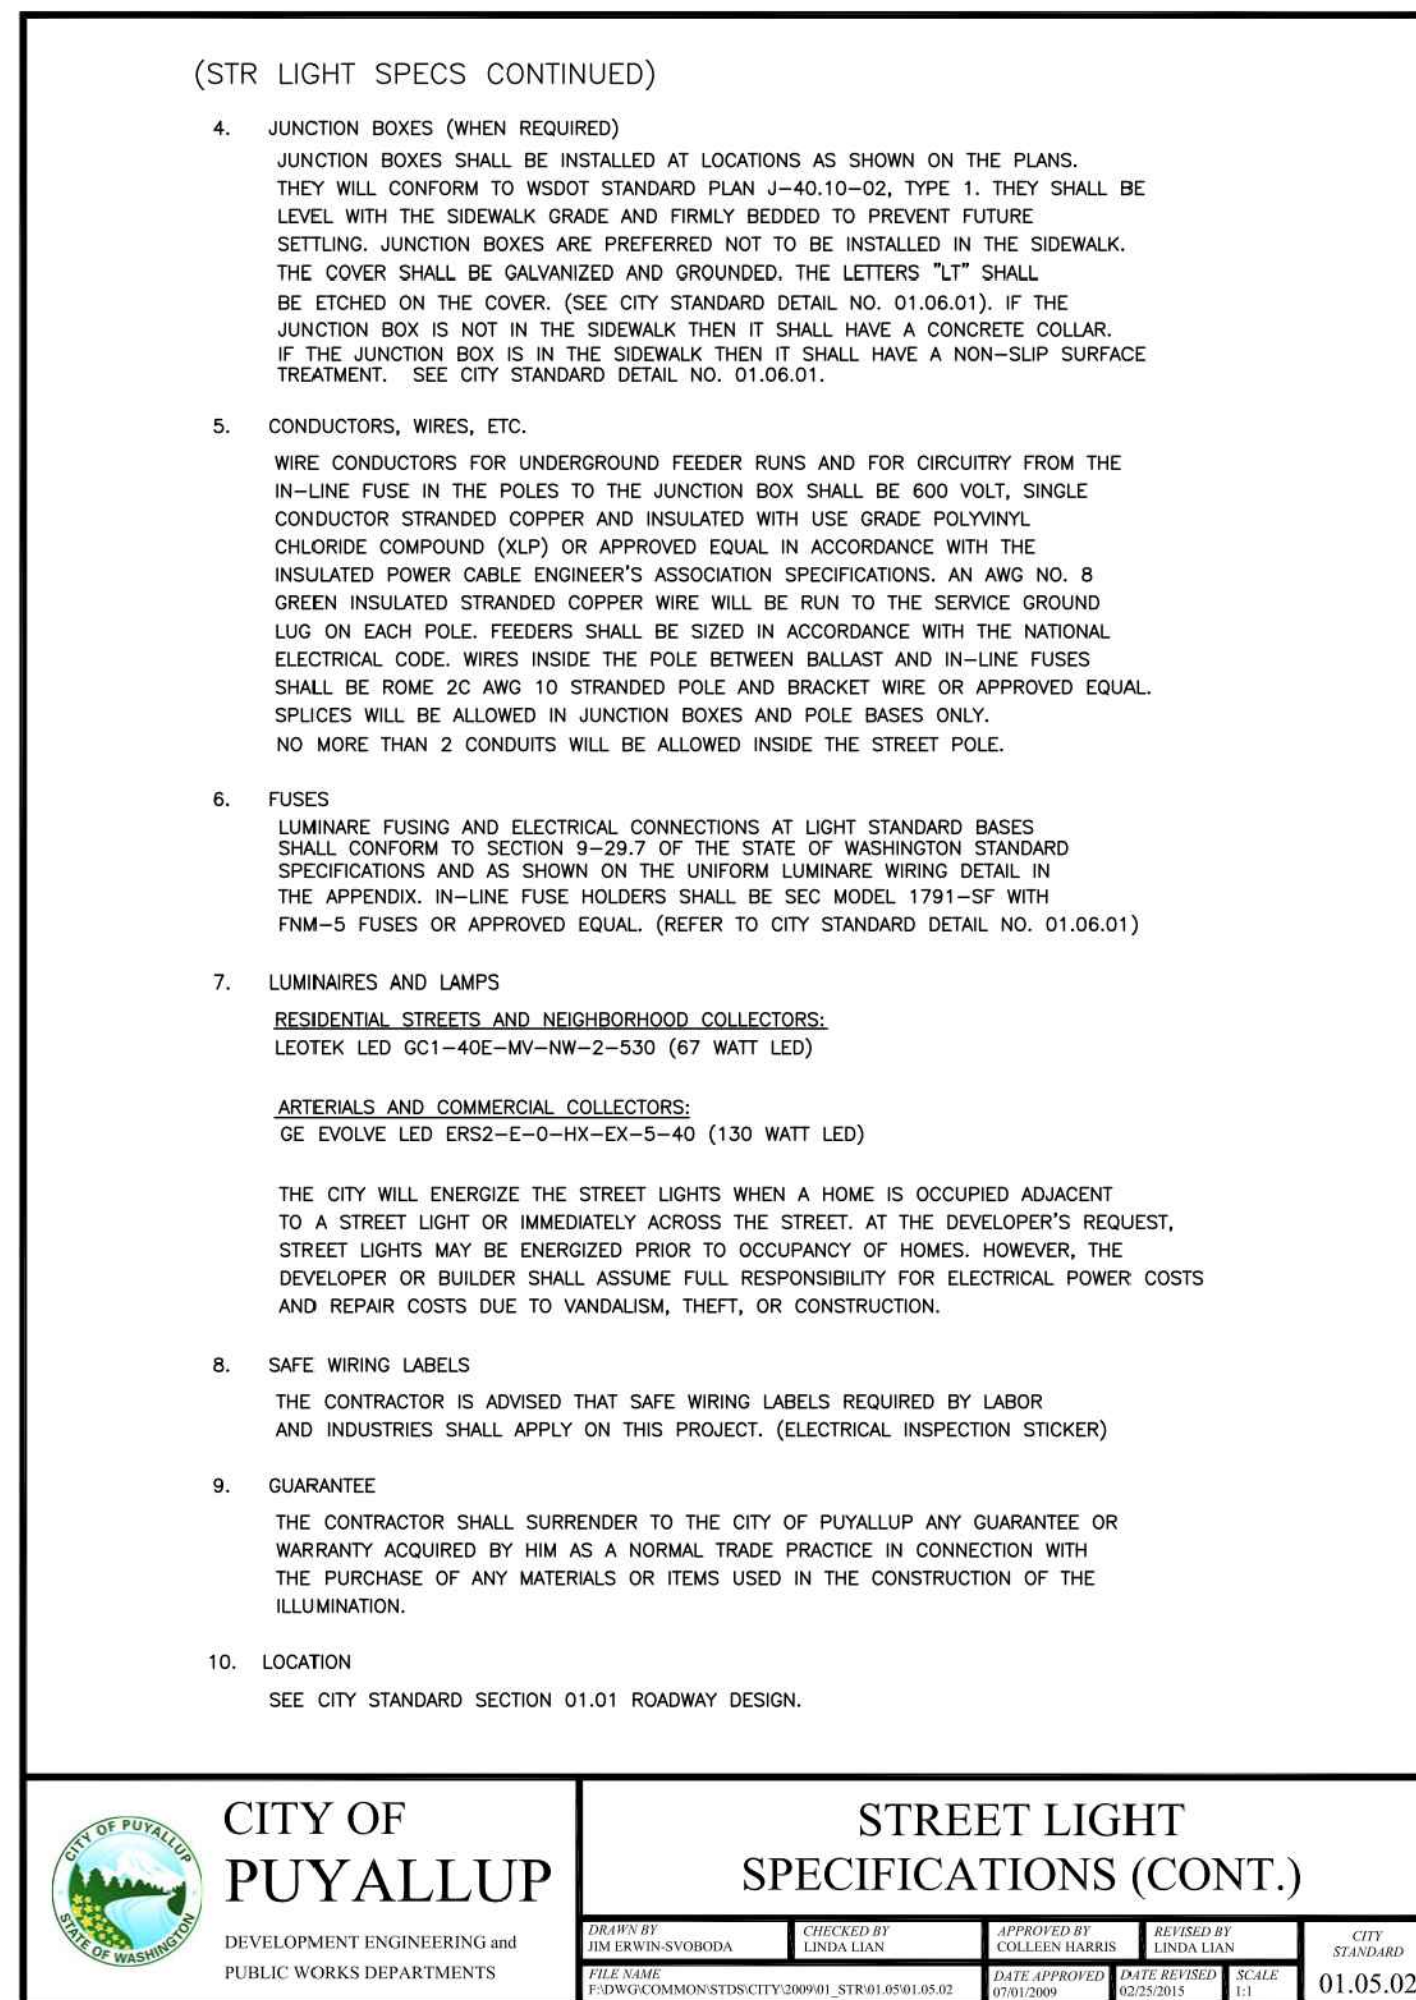 (STR LIGHT SPECS CONTINUED)
4. JUNCTION BOXES (WHEN REQUIRED)
JUNCTION BOXES SHALL BE INSTALLED AT LOCATIONS AS SHOWN ON THE PLANS.
THEY WILL CONFORM TO WSDOT STANDARD PLAN J-40.10-02, TYPE 1. THEY SHALL BE
LEVEL WITH THE SIDEWALK GRADE AND FIRMLY BEDDED TO PREVENT FUTURE
SETTLING. JUNCTION BOXES ARE PREFERRED NOT TO BE INSTALLED IN THE SIDEWALK.
THE COVER SHALL BE GALVANIZED AND GROUNDED. THE LETTERS "LT" SHALL
BE ETCHED ON THE COVER. (SEE CITY STANDARD DETAIL NO. 01.06.01). IF THE
JUNCTION BOX IS NOT IN THE SIDEWALK THEN IT SHALL HAVE A CONCRETE COLLAR.
IF THE JUNCTION BOX IS IN THE SIDEWALK THEN IT SHALL HAVE A NON-SLIP SURFACE
TREATMENT. SEE CITY STANDARD DETAIL NO. 01.06.01.
5. CONDUCTORS, WIRES, ETC.
WIRE CONDUCTORS FOR UNDERGROUND FEEDER RUNS AND FOR CIRCUITRY FROM THE
IN-LINE FUSE IN THE POLES TO THE JUNCTION BOX SHALL BE 600 VOLT, SINGLE
CONDUCTOR STRANDED COPPER AND INSULATED WITH USE GRADE POLYVINYL
CHLORIDE COMPOUND (XLP) OR APPROVED EQUAL IN ACCORDANCE WITH THE
INSULATED POWER CABLE ENGINEER'S ASSOCIATION SPECIFICATIONS. AN AWG NO. 8
GREEN INSULATED STRANDED COPPER WIRE WILL BE RUN TO THE SERVICE GROUND
LUG ON EACH POLE. FEEDERS SHALL BE SIZED IN ACCORDANCE WITH THE NATIONAL
ELECTRICAL CODE. WIRES INSIDE THE POLE BETWEEN BALLAST AND IN-LINE FUSES
SHALL BE ROME 2C AWG 10 STRANDED POLE AND BRACKET WIRE OR APPROVED EQUAL.
SPLICES WILL BE ALLOWED IN JUNCTION BOXES AND POLE BASES ONLY.
NO MORE THAN 2 CONDUITS WILL BE ALLOWED INSIDE THE STREET POLE.
6. FUSES
LUMINARE FUSING AND ELECTRICAL CONNECTIONS AT LIGHT STANDARD BASES
SHALL CONFORM TO SECTION 9-29.7 OF THE STATE OF WASHINGTON STANDARD
SPECIFICATIONS AND AS SHOWN ON THE UNIFORM LUMINARE WIRING DETAIL IN
THE APPENDIX. IN-LINE FUSE HOLDERS SHALL BE SEC MODEL 1791-SF WITH
FNM-5 FUSES OR APPROVED EQUAL. (REFER TO CITY STANDARD DETAIL NO. 01.06.01)
7. LUMINAIRES AND LAMPS
RESIDENTIAL STREETS AND NEIGHBORHOOD COLLECTORS:
LEOTEK LED GC1-40E-MV-NW-2-530 (67 WATT LED)
ARTERIALS AND COMMERCIAL COLLECTORS:
GE EVOLVE LED ERS2-E-0-HX-EX-5-40 (130 WATT LED)
THE CITY WILL ENERGIZE THE STREET LIGHTS WHEN A HOME IS OCCUPIED ADJACENT
TO A STREET LIGHT OR IMMEDIATELY ACROSS THE STREET. AT THE DEVELOPER'S REQUEST,
STREET LIGHTS MAY BE ENERGIZED PRIOR TO OCCUPANCY OF HOMES. HOWEVER, THE
DEVELOPER OR BUILDER SHALL ASSUME FULL RESPONSIBILITY FOR ELECTRICAL POWER COSTS
AND REPAIR COSTS DUE TO VANDALISM, THEFT, OR CONSTRUCTION.
8. SAFE WIRING LABELS
THE CONTRACTOR IS ADVISED THAT SAFE WIRING LABELS REQUIRED BY LABOR
AND INDUSTRIES SHALL APPLY ON THIS PROJECT. (ELECTRICAL INSPECTION STICKER)
9. GUARANTEE
THE CONTRACTOR SHALL SURRENDER TO THE CITY OF PUYALLUP ANY GUARANTEE OR
WARRANTY ACQUIRED BY HIM AS A NORMAL TRADE PRACTICE IN CONNECTION WITH
THE PURCHASE OF ANY MATERIALS OR ITEMS USED IN THE CONSTRUCTION OF THE
ILLUMINATION.
10. LOCATION
SEE CITY STANDARD SECTION 01.01 ROADWAY DESIGN.
CITY OF PUYALLUP
STATE OF WASHINGTON
CITY OF
PUYALLUP
DEVELOPMENT ENGINEERING and
PUBLIC WORKS DEPARTMENTS
STREET LIGHT
SPECIFICATIONS (CONT.)
DRAWN BY
JIM ERWIN-SVOBODA
CHECKED BY
LINDA LIAN
APPROVED BY
COLLEEN HARRIS
REVISED BY
LINDA LIAN
FILE NAME
F:\DWG\COMMON\STDS\CITY\2009\01_STR\01.05\01.05.02
DATE APPROVED
07/01/2009
DATE REVISED
02/25/2015
SCALE
1:1
CITY
STANDARD
01.05.02